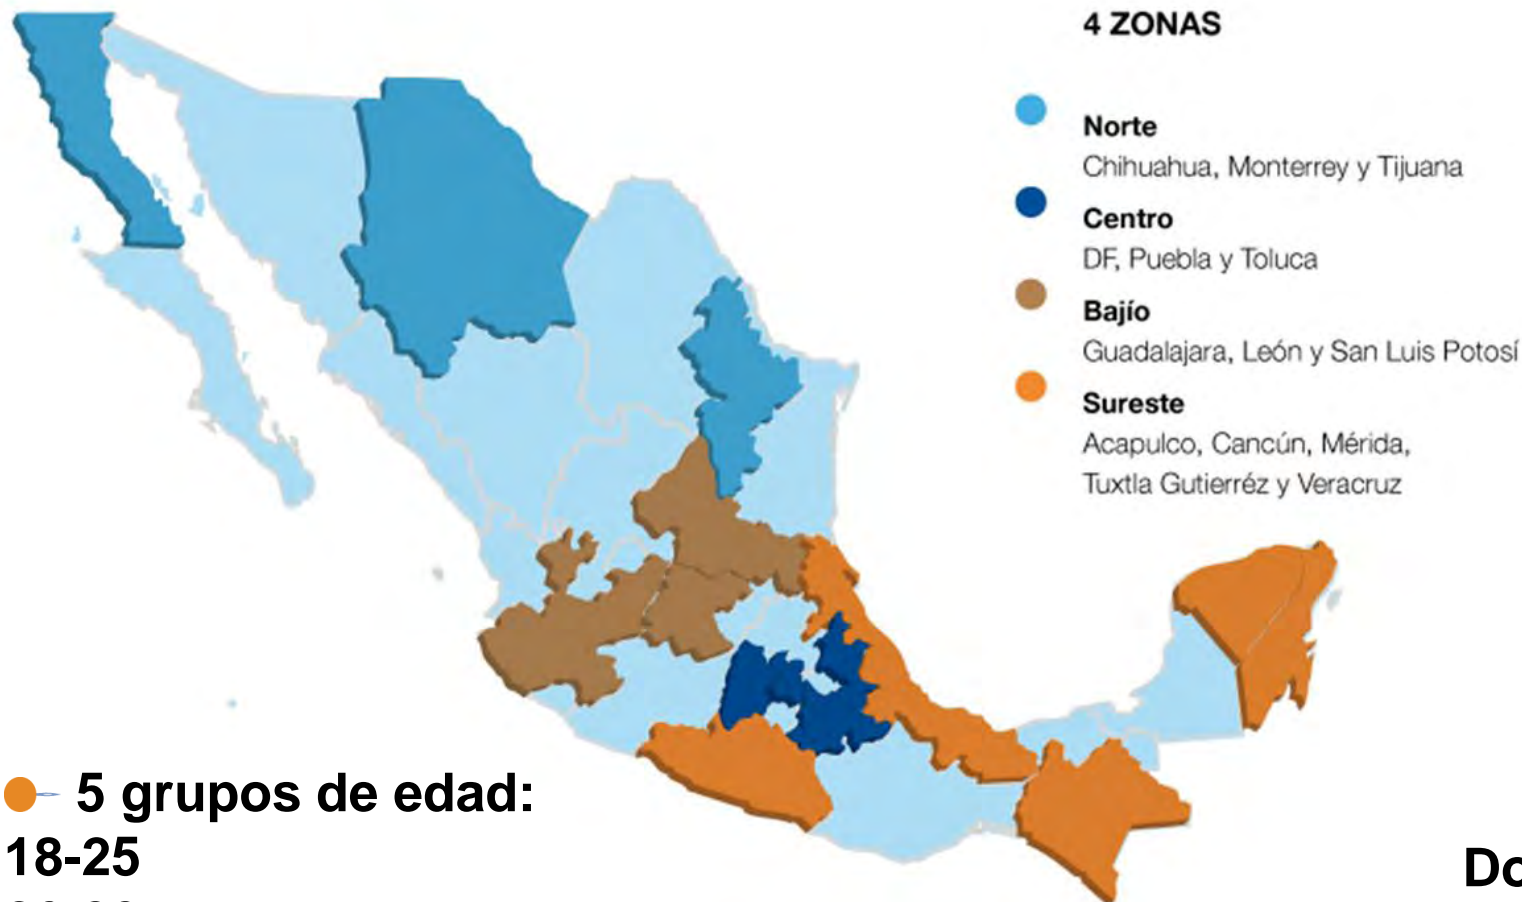 4 ZONAS
Norte
Chihuahua, Monterrey y Tijuana
Centro
DF, Puebla y Toluca
Bajío
Guadalajara, León y San Luis Potosí
Sureste
Acapulco, Cancún, Mérida,
Tuxtla Gutierréz y Veracruz
5 grupos de edad:
18-25
Do